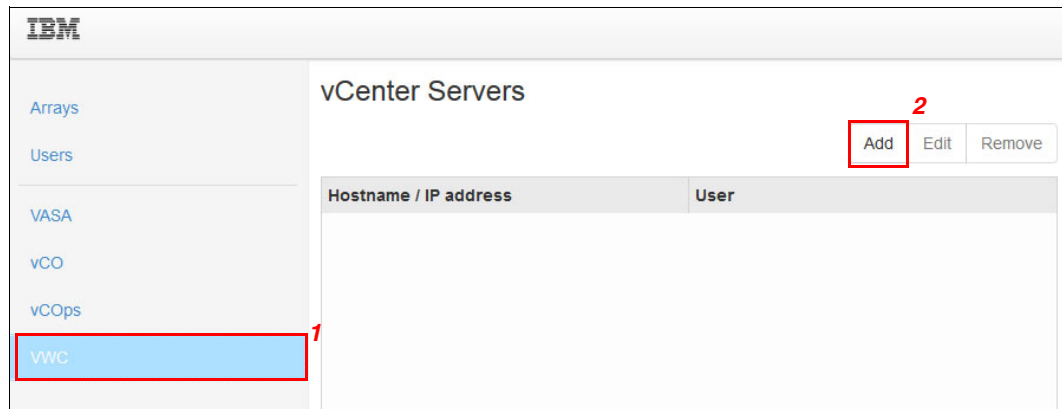 IBM
Arrays
Users
VASA
vCO
vCOps
VWC
1
vCenter Servers
2
Add Edit Remove
Hostname / IP address User